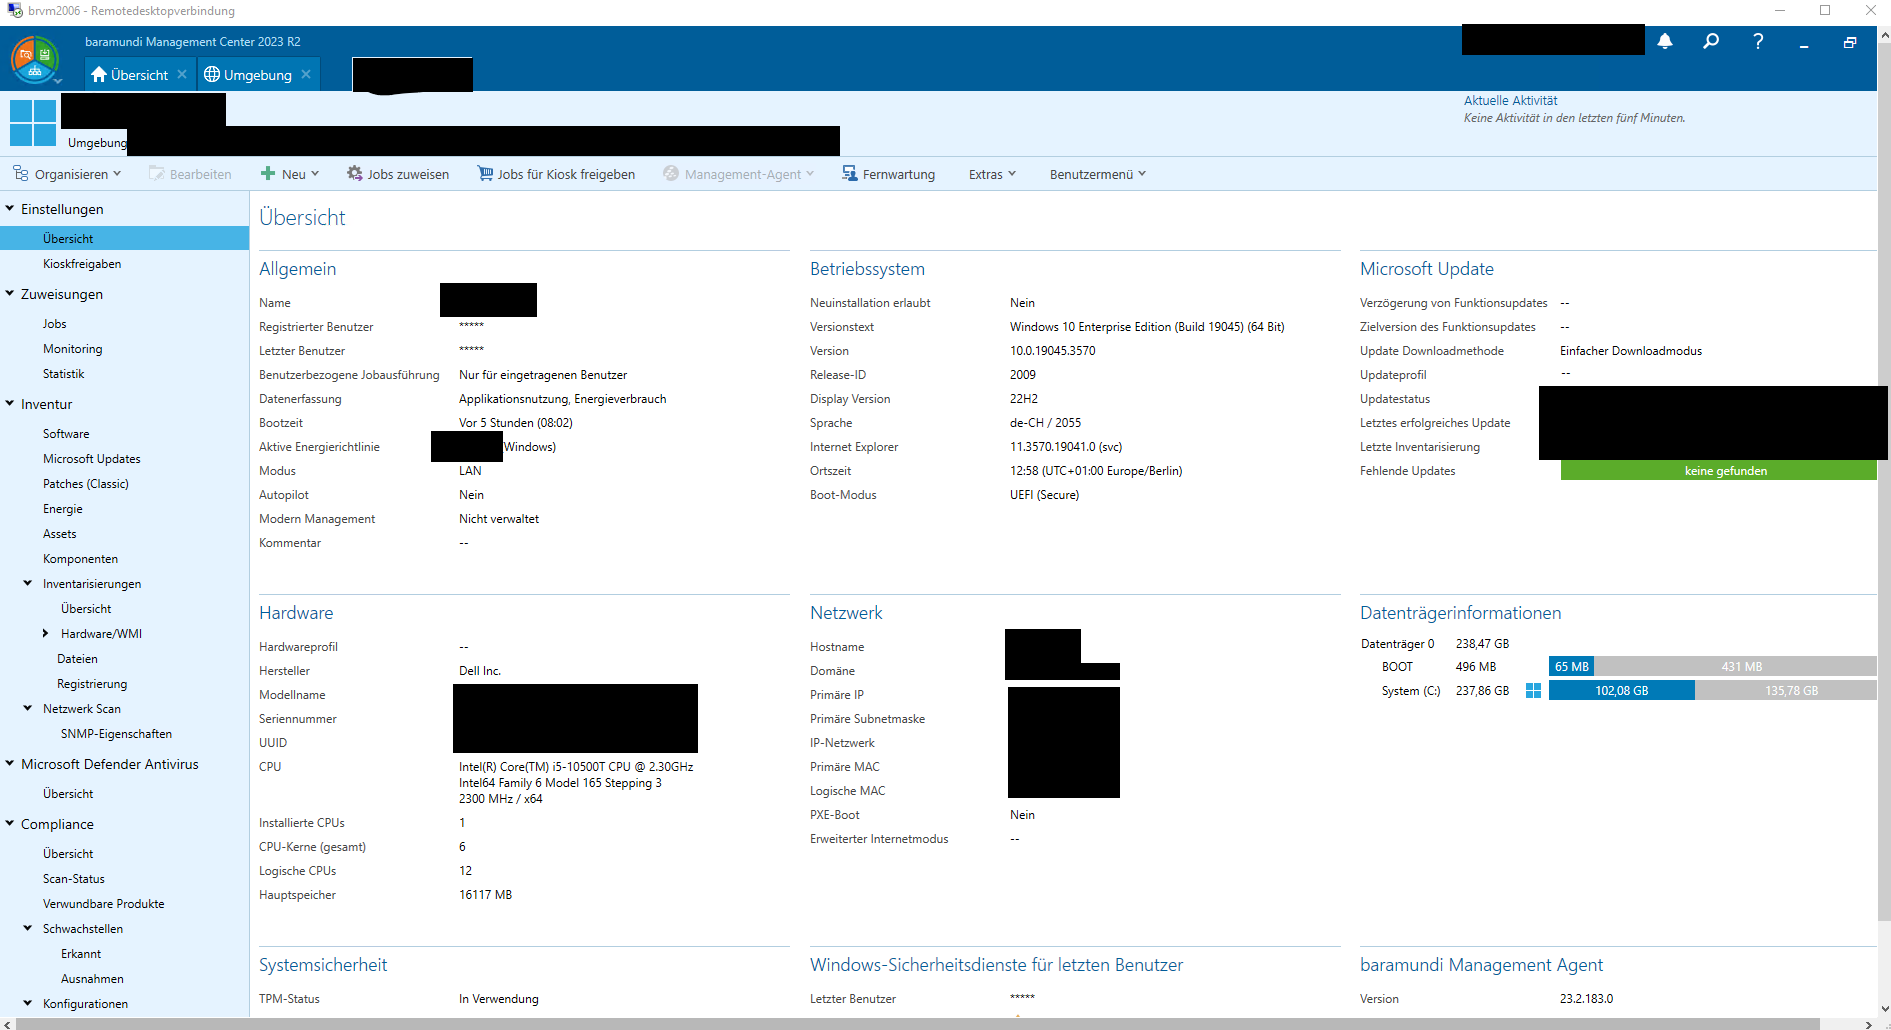 brvm2006 - Remotedesktopverbindung
baramundi Management Center 2023 R2
Übersicht
Umgebung
Umgebung
Aktuelle Aktivität
Keine Aktivität in den letzten fünf Minuten.
Organisieren
Bearbeiten
Neu
Jobs zuweisen
Jobs für Kiosk freigeben
Management-Agent
Fernwartung
Extras
Benutzermenü
Einstellungen
Übersicht
Kioskfreigaben
Zuweisungen
Jobs
Monitoring
Statistik
Inventur
Software
Microsoft Updates
Patches (Classic)
Energie
Assets
Komponenten
Inventarisierungen
Übersicht
Hardware/WMI
Dateien
Registrierung
Netzwerk Scan
SNMP-Eigenschaften
Microsoft Defender Antivirus
Übersicht
Compliance
Übersicht
Scan-Status
Verwundbare Produkte
Schwachstellen
Erkannt
Ausnahmen
Konfigurationen
Übersicht
Allgemein
Name
Registrierter Benutzer *****
Letzter Benutzer *****
Benutzerbezogene Jobausführung Nur für eingetragenen Benutzer
Datenerfassung Applikationsnutzung, Energieverbrauch
Bootzeit Vor 5 Stunden (08:02)
Aktive Energierichtlinie Windows)
Modus LAN
Autopilot Nein
Modern Management Nicht verwaltet
Kommentar --
Betriebssystem
Neuinstallation erlaubt Nein
Versionstext Windows 10 Enterprise Edition (Build 19045) (64 Bit)
Version 10.0.19045.3570
Release-ID 2009
Display Version 22H2
Sprache de-CH / 2055
Internet Explorer 11.3570.19041.0 (svc)
Ortszeit 12:58 (UTC+01:00 Europe/Berlin)
Boot-Modus UEFI (Secure)
Microsoft Update
Verzögerung von Funktionsupdates --
Zielversion des Funktionsupdates --
Update Downloadmethode Einfacher Downloadmodus
Updateprofil --
Updatestatus
Letztes erfolgreiches Update
Letzte Inventarisierung
Fehlende Updates keine gefunden
Hardware
Hardwareprofil --
Hersteller Dell Inc.
Modellname
Seriennummer
UUID
CPU Intel(R) Core(TM) i5-10500T CPU @ 2.30GHz
Intel64 Family 6 Model 165 Stepping 3
2300 MHz / x64
Installierte CPUs 1
CPU-Kerne (gesamt) 6
Logische CPUs 12
Hauptspeicher 16117 MB
Netzwerk
Hostname
Domäne
Primäre IP
Primäre Subnetmaske
IP-Netzwerk
Primäre MAC
Logische MAC
PXE-Boot Nein
Erweiterter Internetmodus --
Datenträgerinformationen
Datenträger 0 238,47 GB
BOOT 496 MB 65 MB 431 MB
System (C:) 237,86 GB 102,08 GB 135,78 GB
Systemsicherheit
TPM-Status In Verwendung
Windows-Sicherheitsdienste für letzten Benutzer
Letzter Benutzer *****
baramundi Management Agent
Version 23.2.183.0